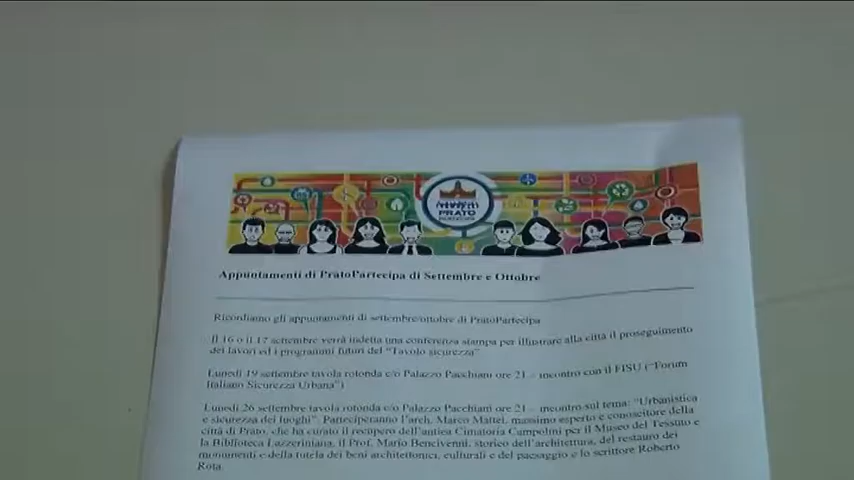 PRATO
Appuntamenti di PratoPartecipa di Settembre e Ottobre
Ricordiamo gli appuntamenti di settembre/ottobre di PratoPartecipa
Il 16 o il 17 settembre verrà indetta una conferenza stampa per illustrare alla città il proseguimento
dei lavori ed i programmi futuri del "Tavolo sicurezza"
Lunedì 19 settembre tavola rotonda c/o Palazzo Pacchiani ore 21 – incontro con il FISU ("Forum
Italiano Sicurezza Urbana")
Lunedì 26 settembre tavola rotonda c/o Palazzo Pacchiani ore 21 – incontro sul tema: "Urbanistica
e sicurezza dei luoghi". Parteciperanno l'arch. Marco Mattei, massimo esperto e conoscitore della
città di Prato, che ha curato il recupero dell'antica Cimatoria Campolmi per il Museo del Tessuto e
la Biblioteca Lazzeriniana, il Prof. Mario Bencivenni, storico dell'architettura, del restauro dei
monumenti e della tutela dei beni architettonici, culturali e del paesaggio e lo scrittore Roberto
Rota.